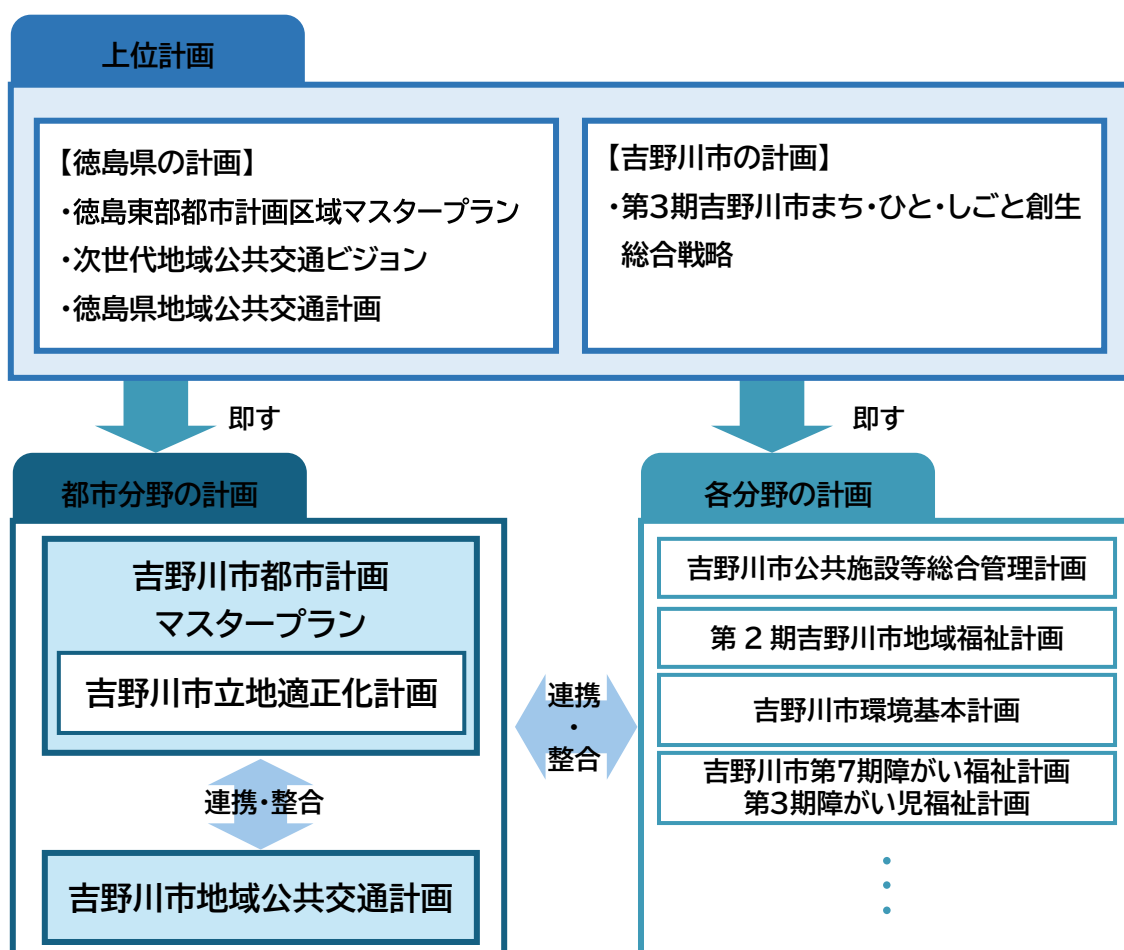 上位計画
【徳島県の計画】
・徳島東部都市計画区域マスタープラン
・次世代地域公共交通ビジョン
・徳島県地域公共交通計画
【吉野川市の計画】
・第3期吉野川市まち・ひと・しごと創生
総合戦略
即す
即す
都市分野の計画
吉野川市都市計画
マスタープラン
吉野川市立地適正化計画
連携・整合
吉野川市地域公共交通計画
連携
・
整合
各分野の計画
吉野川市公共施設等総合管理計画
第2期吉野川市地域福祉計画
吉野川市環境基本計画
吉野川市第7期障がい福祉計画
第3期障がい児福祉計画
・
・
・